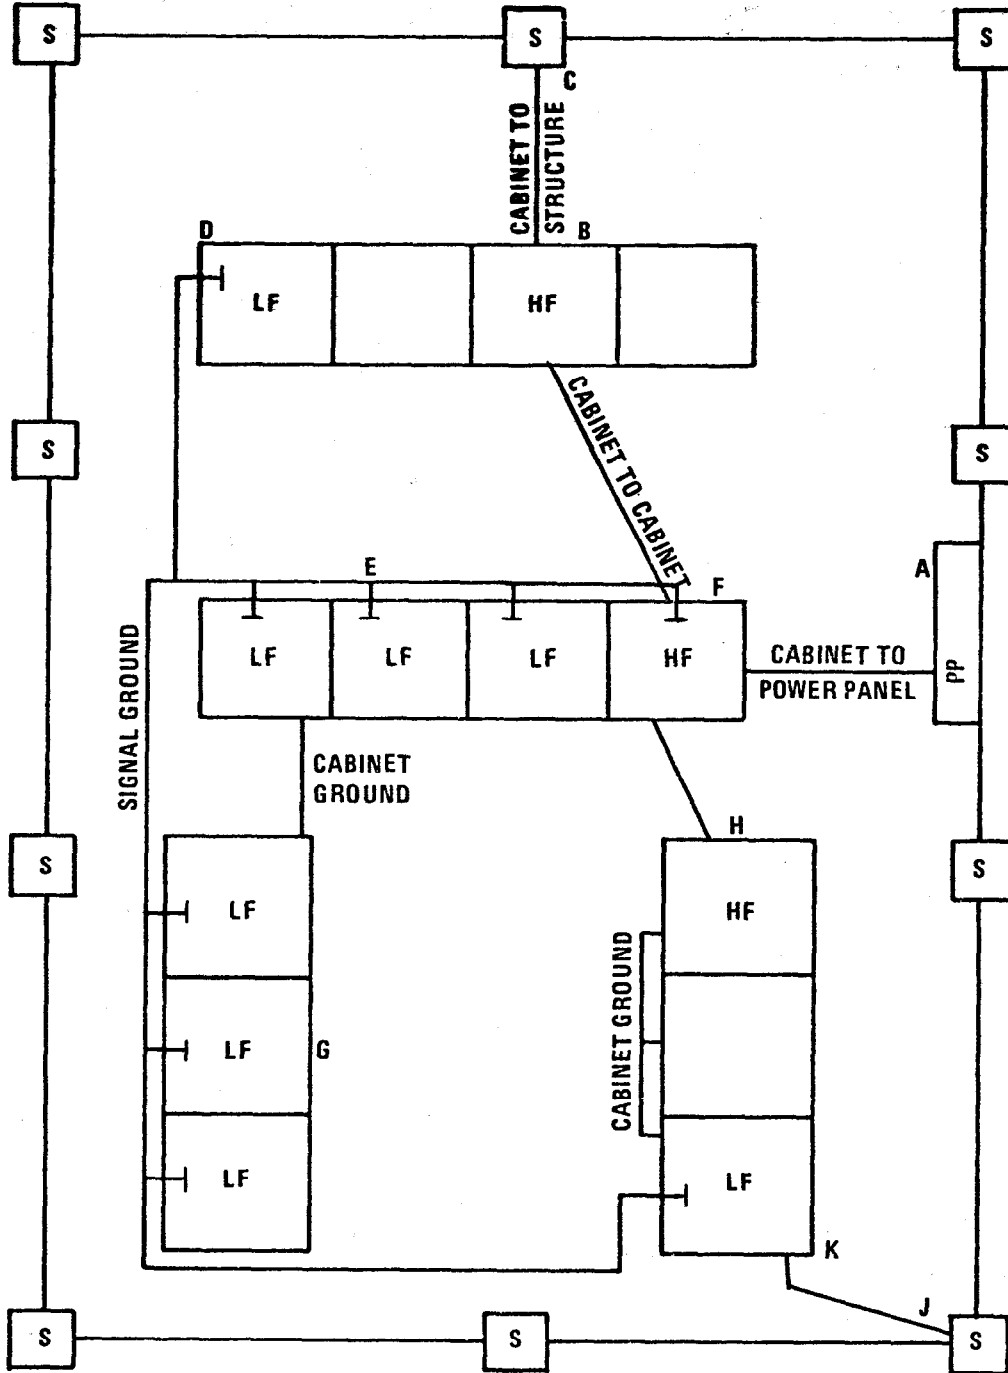 S
S
S
C
CABINET TO
STRUCTURE
D
B
LF
HF
CABINET TO CABINET
S
S
E
F
A
LF
LF
LF
HF
CABINET TO
POWER PANEL
PP
SIGNAL GROUND
CABINET
GROUND
H
S
S
LF
HF
CABINET GROUND
LF
G
LF
LF
K
J
S
S
S